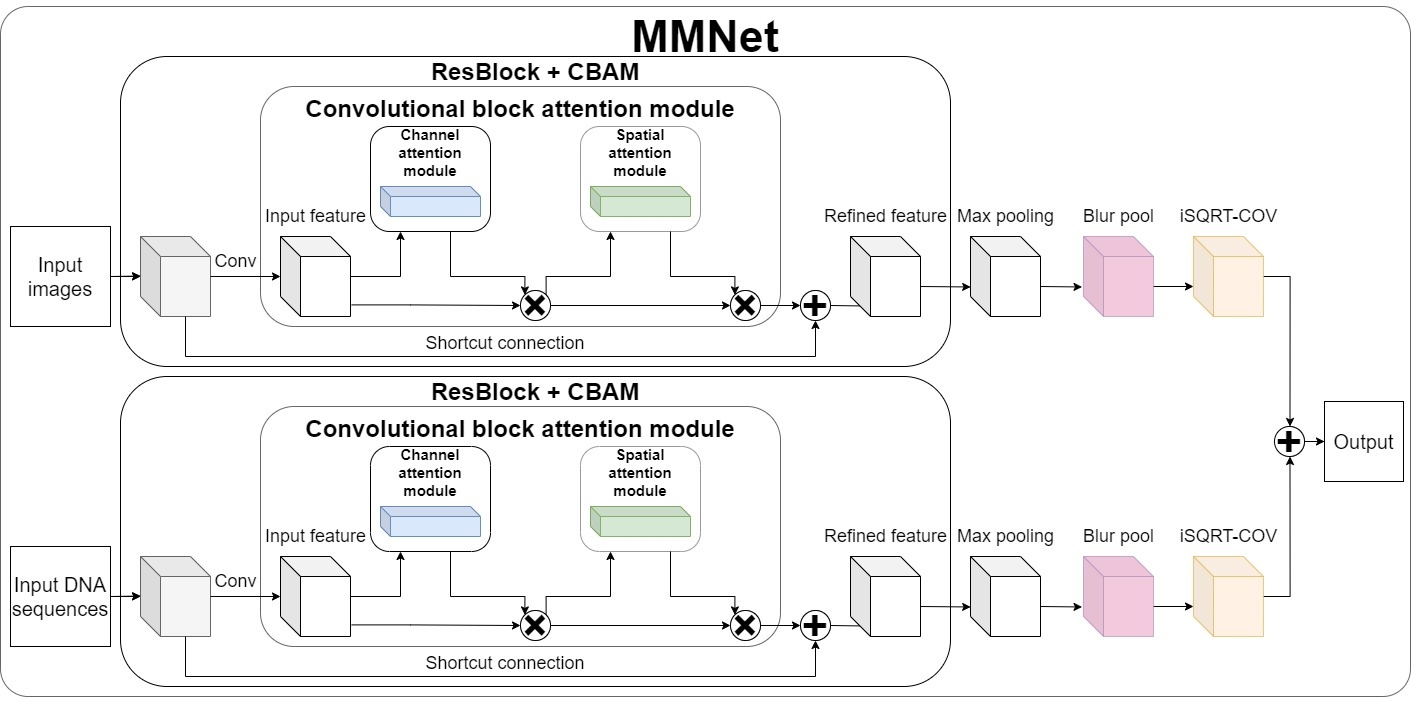 MMNet
ResBlock + CBAM
Convolutional block attention module
Channel
attention
module
Spatial
attention
module
Input feature
Refined feature
Max pooling
Blur pool
iSQRT-COV
Input
images
Conv
Shortcut connection
ResBlock + CBAM
Convolutional block attention module
Channel
attention
module
Spatial
attention
module
Output
Input feature
Refined feature
Max pooling
Blur pool
iSQRT-COV
Input DNA
sequences
Conv
Shortcut connection